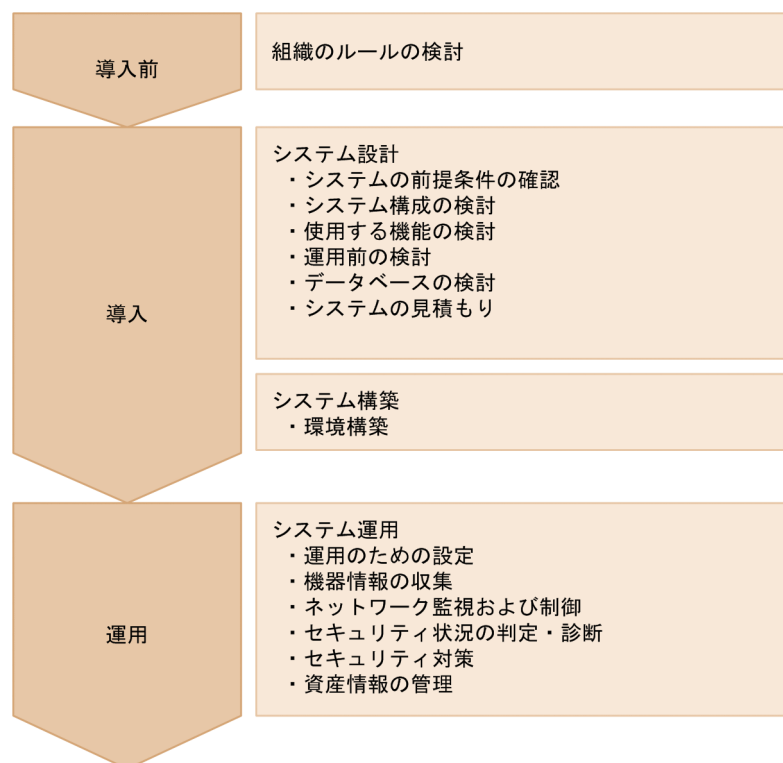 導入前
組織のルールの検討
導入
システム設計
・システムの前提条件の確認
・システム構成の検討
・使用する機能の検討
・運用前の検討
・データベースの検討
・システムの見積もり
システム構築
・環境構築
運用
システム運用
・運用のための設定
・機器情報の収集
・ネットワーク監視および制御
・セキュリティ状況の判定・診断
・セキュリティ対策
・資産情報の管理